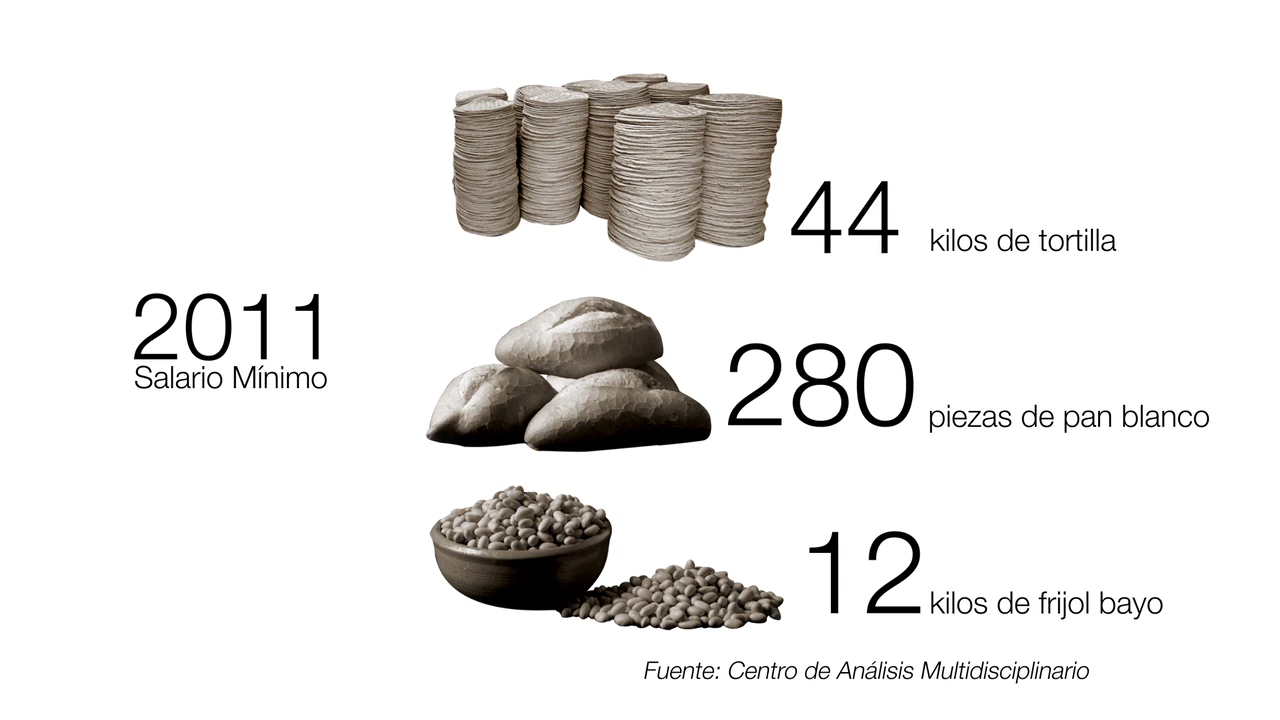 2011
Salario Mínimo
44 kilos de tortilla
280 piezas de pan blanco
12 kilos de frijol bayo
Fuente: Centro de Análisis Multidisciplinario